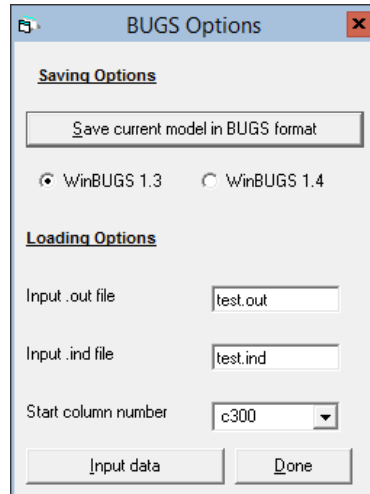 BUGS Options
Saving Options
Save current model in BUGS format
WinBUGS 1.3 WinBUGS 1.4
Loading Options
Input .out file test.out
Input .ind file test.ind
Start column number c300
Input data Done